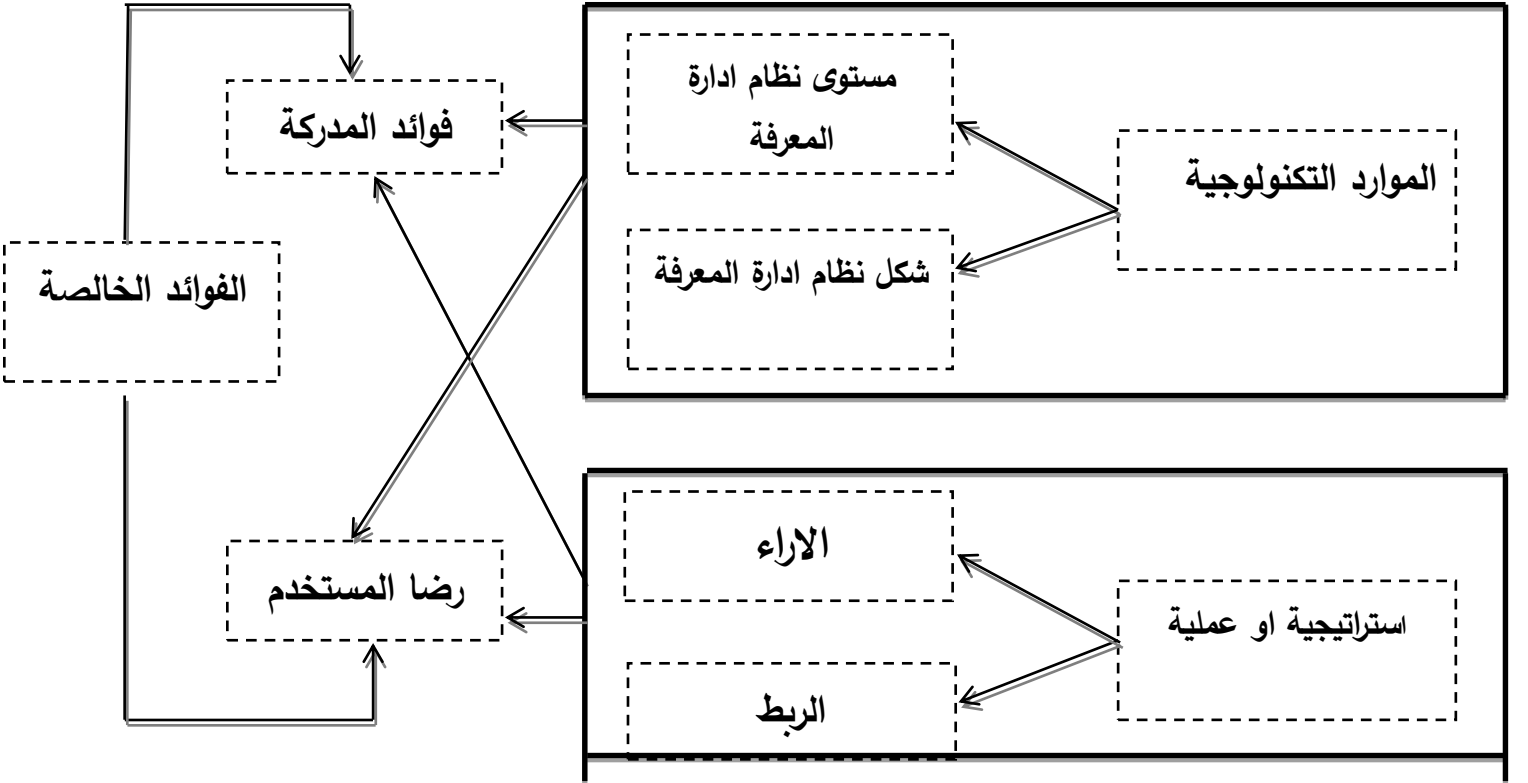 الموارد التكنولوجية
مستوى نظام ادارة
المعرفة
شكل نظام ادارة المعرفة
فوائد المدركة
الفوائد الخالصة
استراتيجية او عملية
الاراء
الربط
رضا المستخدم